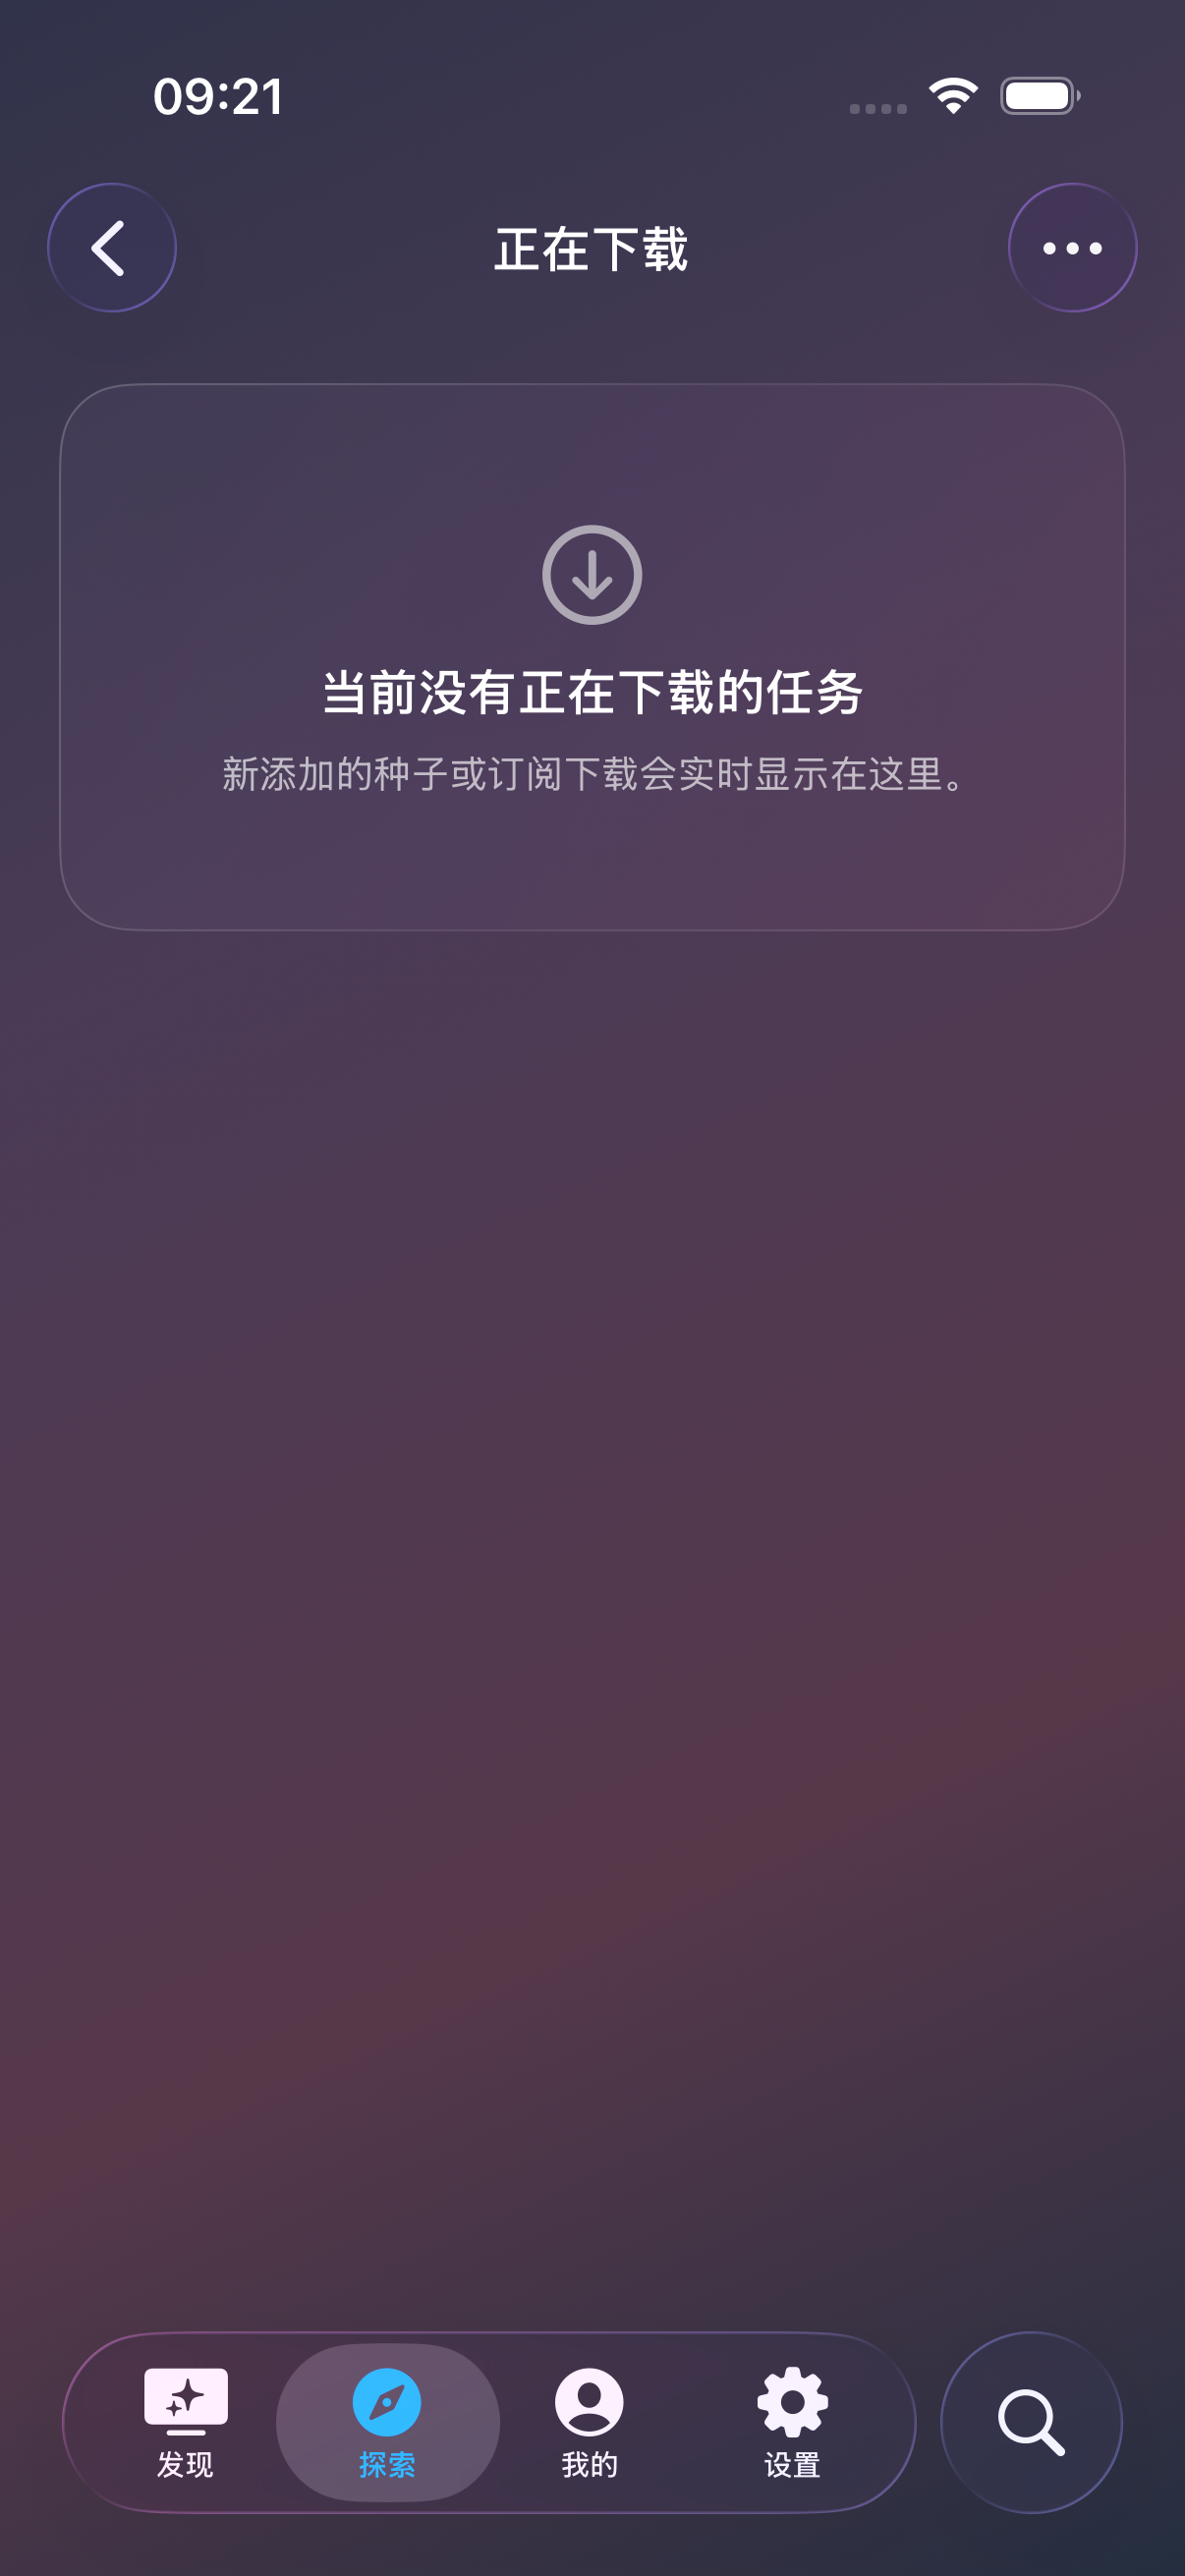 09:21
正在下载
当前没有正在下载的任务
新添加的种子或订阅下载会实时显示在这里。
发现
探索
我的
设置